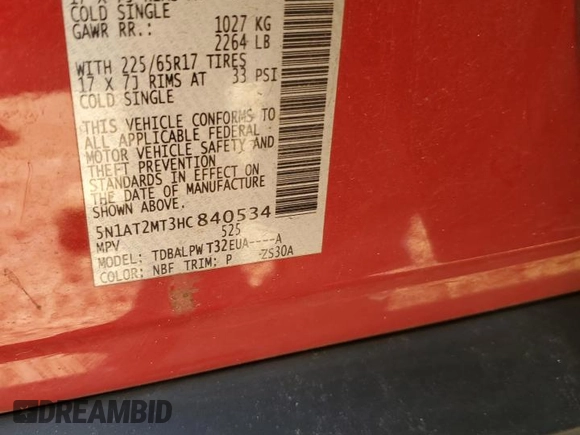 COLD SINGLE
GAWR RR.: 1027 KG
2264 LB
WITH 225/65R17 TIRES
17 X 7J RIMS AT 33 PSI
COLD SINGLE
THIS VEHICLE CONFORMS TO
ALL APPLICABLE FEDERAL
MOTOR VEHICLE SAFETY AND
THEFT PREVENTION
STANDARDS IN EFFECT ON
THE DATE OF MANUFACTURE
SHOWN ABOVE.
5N1AT2MT3HC 840534
MPV 525
MODEL: TDBALPW T32EUA----A
COLOR: NBF TRIM: P ZS30A
DREAMBID